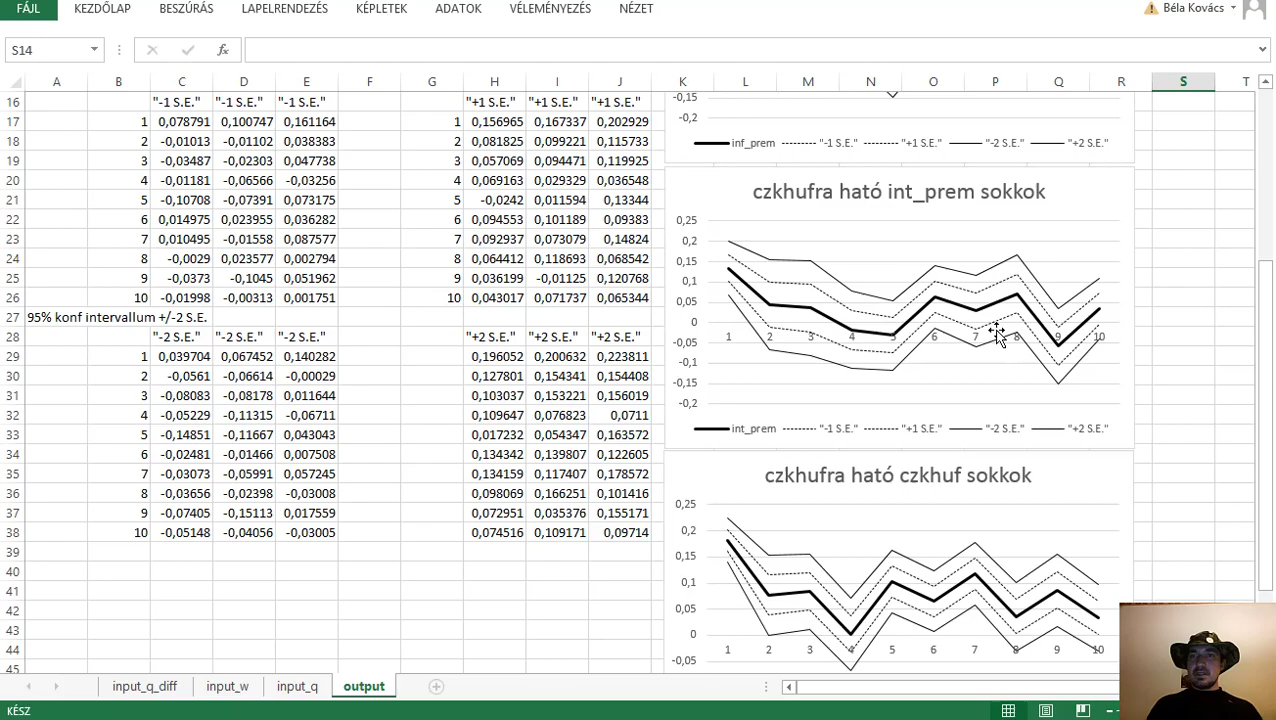 FÁJL KEZDŐLAP BESZÚRÁS LAPELRENDEZÉS KÉPLETEK ADATOK VÉLEMÉNYEZÉS NÉZET Béla Kovács
S14 fx
A B C D E F G H I J K L M N O P Q R S T
16 "-1 S.E." "-1 S.E." "-1 S.E." "+1 S.E." "+1 S.E." "+1 S.E."
17 1 0,078791 0,100747 0,161164 1 0,156965 0,167337 0,202929
18 2 -0,01013 -0,01102 0,038383 2 0,081825 0,099221 0,115733
19 3 -0,03487 -0,02303 0,047738 3 0,057069 0,094471 0,119925
20 4 -0,01181 -0,06566 -0,03256 4 0,069163 0,029329 0,036548
21 5 -0,10708 -0,07391 0,073175 5 -0,0242 0,011594 0,13344
22 6 0,014975 0,023955 0,036282 6 0,094553 0,101189 0,09383
23 7 0,010495 -0,01558 0,087577 7 0,092937 0,073079 0,14824
24 8 -0,0029 0,023577 0,002794 8 0,064412 0,118693 0,068542
25 9 -0,0373 -0,1045 0,051962 9 0,036199 -0,01125 0,120768
26 10 -0,01998 -0,00313 0,001751 10 0,043017 0,071737 0,065344
27 95% konf intervallum +/-2 S.E.
28 "-2 S.E." "-2 S.E." "-2 S.E." "+2 S.E." "+2 S.E." "+2 S.E."
29 1 0,039704 0,067452 0,140282 0,196052 0,200632 0,223811
30 2 -0,0561 -0,06614 -0,00029 0,127801 0,154341 0,154408
31 3 -0,08083 -0,08178 0,011644 0,103037 0,153221 0,156019
32 4 -0,05229 -0,11315 -0,06711 0,109647 0,076823 0,0711
33 5 -0,14851 -0,11667 0,043043 0,017232 0,054347 0,163572
34 6 -0,02481 -0,01466 0,007508 0,134342 0,139807 0,122605
35 7 -0,03073 -0,05991 0,057245 0,134159 0,117407 0,178572
36 8 -0,03656 -0,02398 -0,03008 0,098069 0,166251 0,101416
37 9 -0,07405 -0,15113 0,017559 0,072951 0,035376 0,155171
38 10 -0,05148 -0,04056 -0,03005 0,074516 0,109171 0,09714
39
40
41
42
43
44
45
-0,15
-0,2
inf_prem "-1 S.E." "+1 S.E." "-2 S.E." "+2 S.E."
czkhufra ható int_prem sokkok
0,25
0,2
0,15
0,1
0,05
0
1 2 3 4 5 6 7 8 9 10
-0,05
-0,1
-0,15
-0,2
int_prem "-1 S.E." "+1 S.E." "-2 S.E." "+2 S.E."
czkhufra ható czkhuf sokkok
0,25
0,2
0,15
0,1
0,05
0
1 2 3 4 5 6 7 8 9 10
-0,05
input_q_diff input_w input_q output
KÉSZ